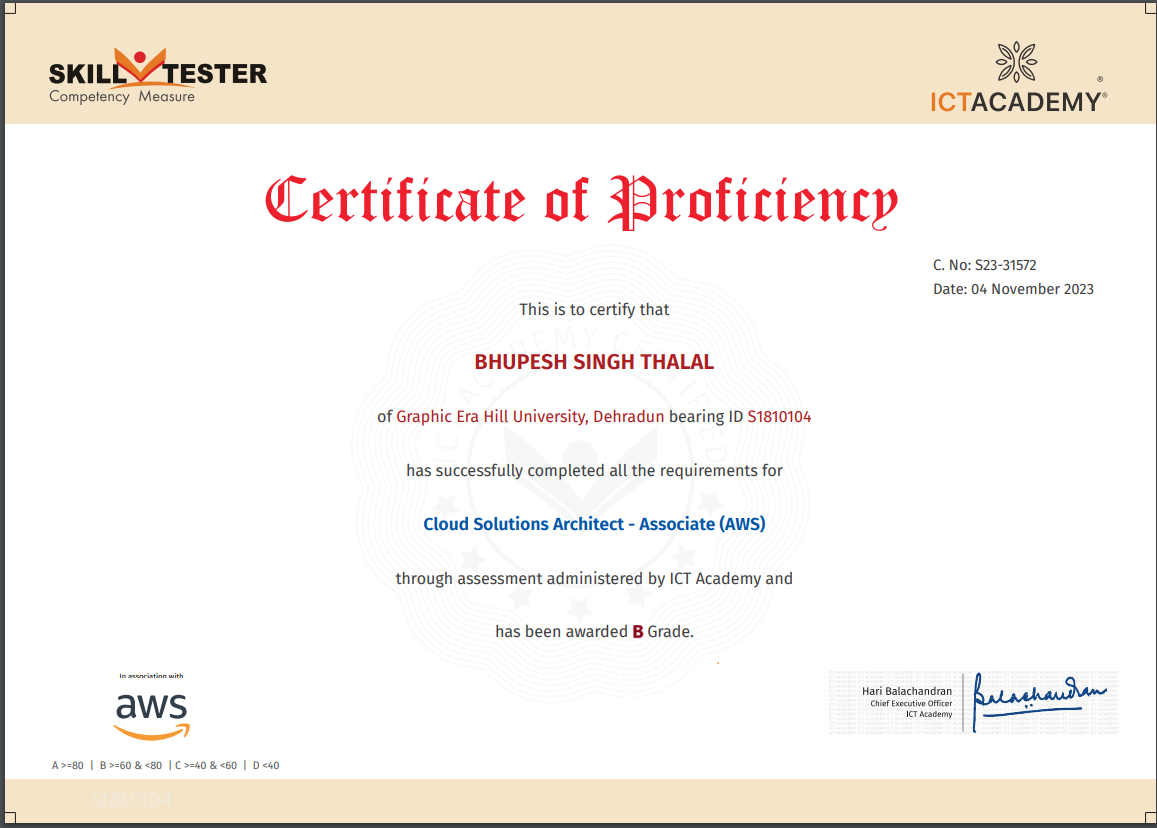 SKILL TESTER
Competency Measure
ICTACADEMY®
®
Certificate of Proficiency
C. No: S23-31572
Date: 04 November 2023
This is to certify that
BHUPESH SINGH THALAL
of Graphic Era Hill University, Dehradun bearing ID S1810104
has successfully completed all the requirements for
Cloud Solutions Architect - Associate (AWS)
through assessment administered by ICT Academy and
has been awarded B Grade.
ICT ACADEMY CERTIFIED
In association with
aws
Hari Balachandran
Chief Executive Officer
ICT Academy
Balachandran
A >=80 | B >=60 & <80 | C >=40 & <60 | D <40
S1810104